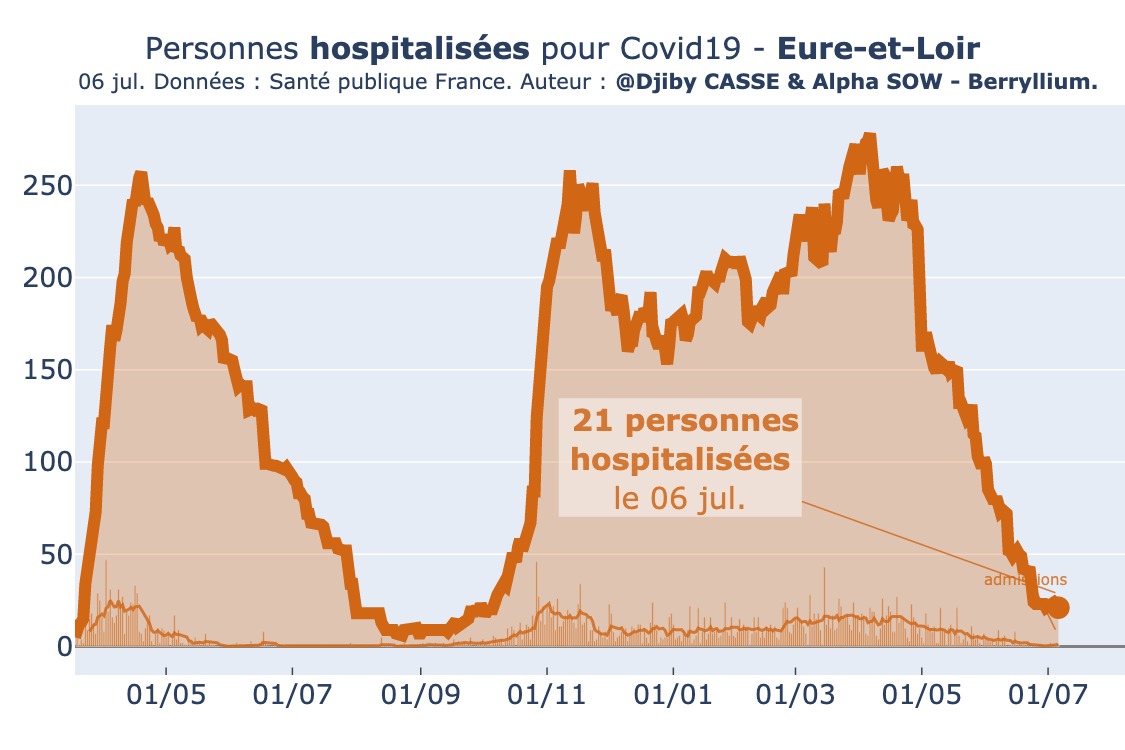 Personnes hospitalisées pour Covid19 - Eure-et-Loir
06 jul. Données : Santé publique France. Auteur : @Djiby CASSE & Alpha SOW - Berryllium.
250
200
150
100
50
0
21 personnes
hospitalisées
le 06 jul.
admissions
01/05 01/07 01/09 01/11 01/01 01/03 01/05 01/07